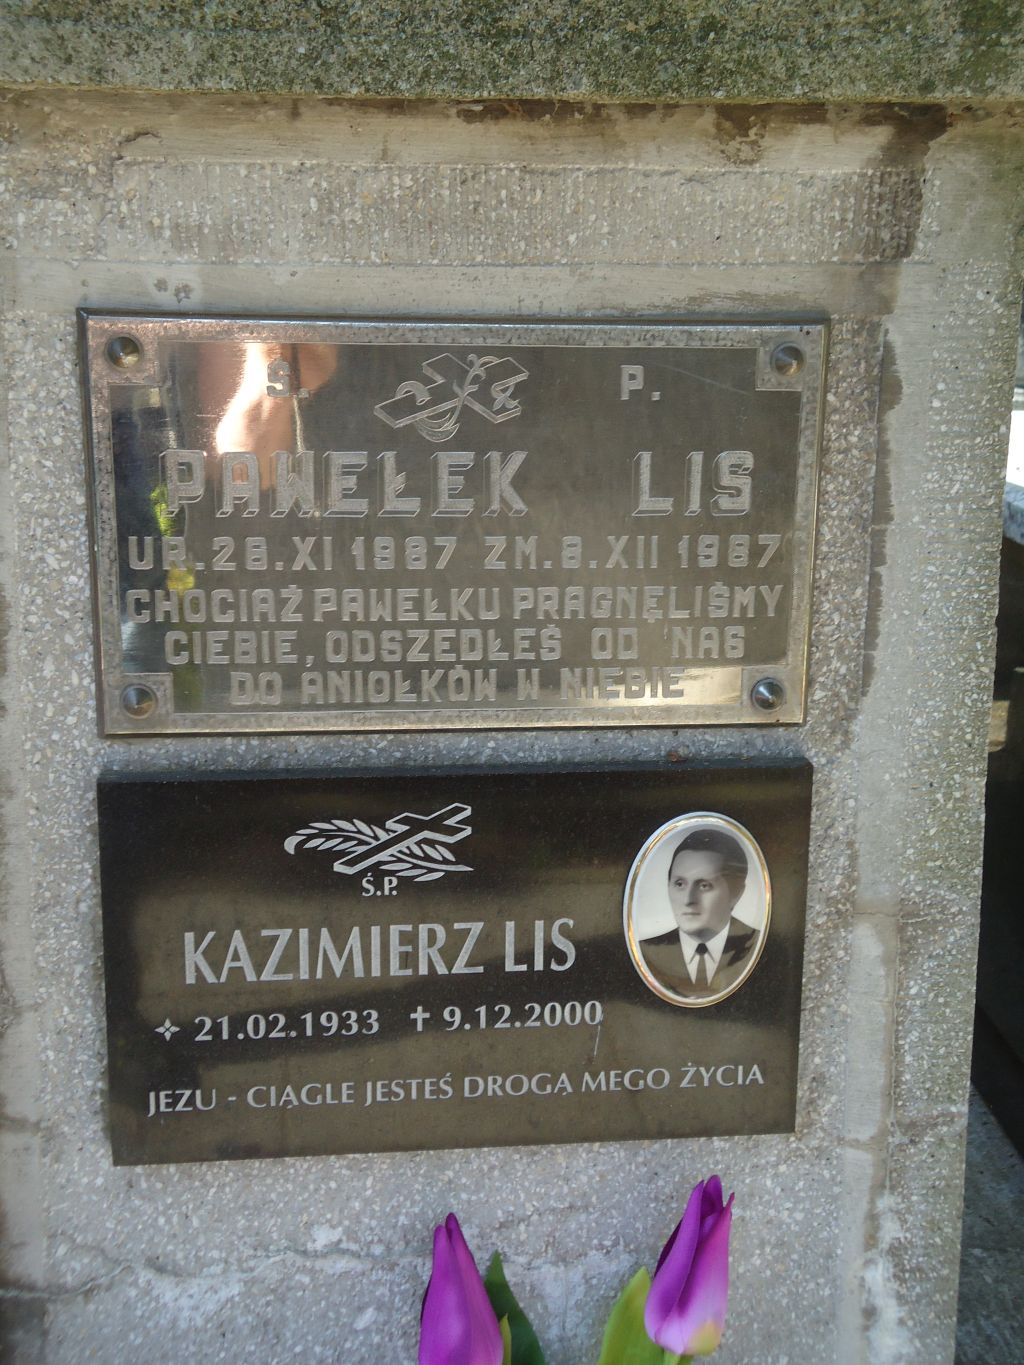 Ś. P.
PAWEŁEK LIS
UR. 26. XI 1987 ZM. 8. XII 1987
CHOCIAŻ PAWEŁKU PRAGNĘLIŚMY
CIEBIE, ODSZEDŁEŚ OD NAS
DO ANIOŁKÓW W NIEBIE
Ś.P.
KAZIMIERZ LIS
21.02.1933 ✝ 9.12.2000
JEZU - CIĄGLE JESTEŚ DROGĄ MEGO ŻYCIA